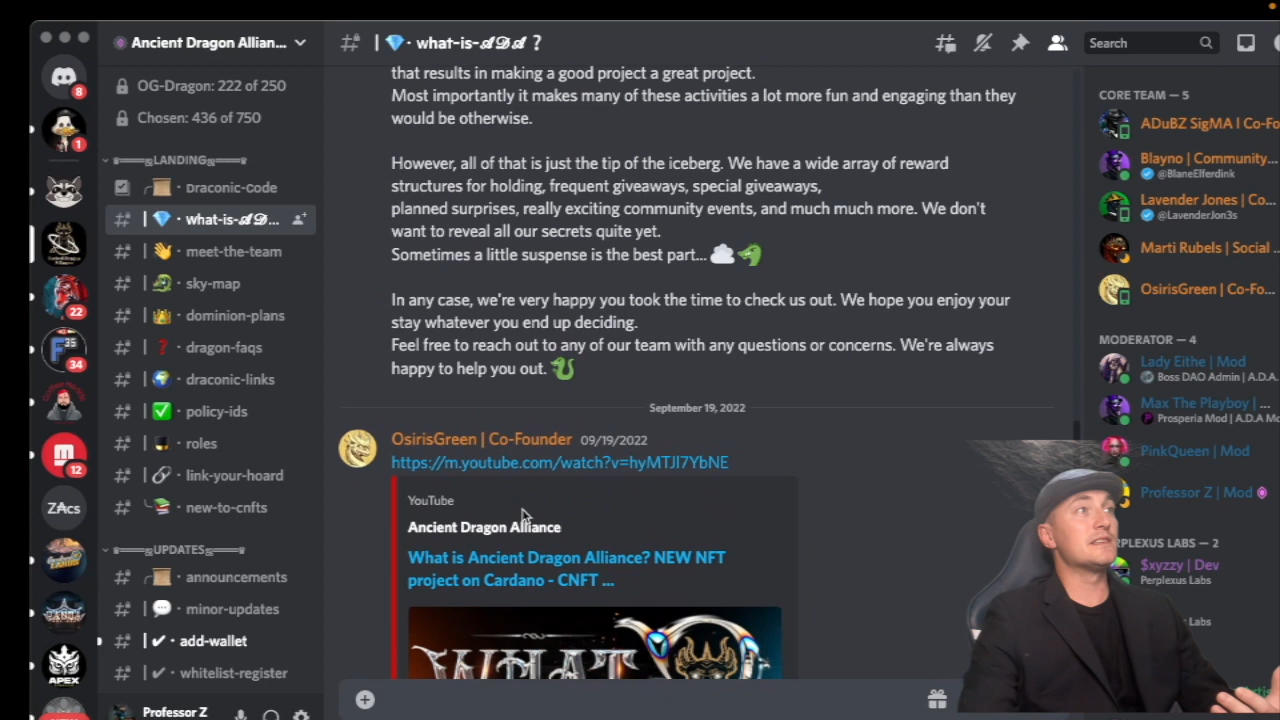 8
1
22
34
12
ZAcs
APEX
Ancient Dragon Allian...
OG-Dragon: 222 of 250
Chosen: 436 of 750
LANDING
Draconic-Code
what-is-𝓐𝓓...
meet-the-team
sky-map
dominion-plans
dragon-faqs
draconic-links
policy-ids
roles
link-your-hoard
new-to-cnfts
UPDATES
announcements
minor-updates
add-wallet
whitelist-register
Professor Z
what-is-𝓐𝓓𝓐 ?
Search
that results in making a good project a great project.
Most importantly it makes many of these activities a lot more fun and engaging than they
would be otherwise.
However, all of that is just the tip of the iceberg. We have a wide array of reward
structures for holding, frequent giveaways, special giveaways,
planned surprises, really exciting community events, and much much more. We don't
want to reveal all our secrets quite yet.
Sometimes a little suspense is the best part...
In any case, we're very happy you took the time to check us out. We hope you enjoy your
stay whatever you end up deciding.
Feel free to reach out to any of our team with any questions or concerns. We're always
happy to help you out.
September 19, 2022
OsirisGreen | Co-Founder 09/19/2022
https://m.youtube.com/watch?v=hyMTJI7YbNE
YouTube
Ancient Dragon Alliance
What is Ancient Dragon Alliance? NEW NFT
project on Cardano - CNFT ...
WHAT
CORE TEAM — 5
ADuBZ SigMA I Co-Fo
Blayno | Community...
@BlaneElferdink
Lavender Jones | Co...
@LavenderJon3s
Marti Rubels | Social ...
OsirisGreen | Co-Fo...
MODERATOR — 4
Lady Eithe | Mod
Boss DAO Admin | A.D.A.
Max The Playboy | ...
Prosperia Mod | A.D.A Mo
PinkQueen | Mod
Professor Z | Mod
PERPLEXUS LABS — 2
$xyzzy | Dev
Perplexus Labs
Labs